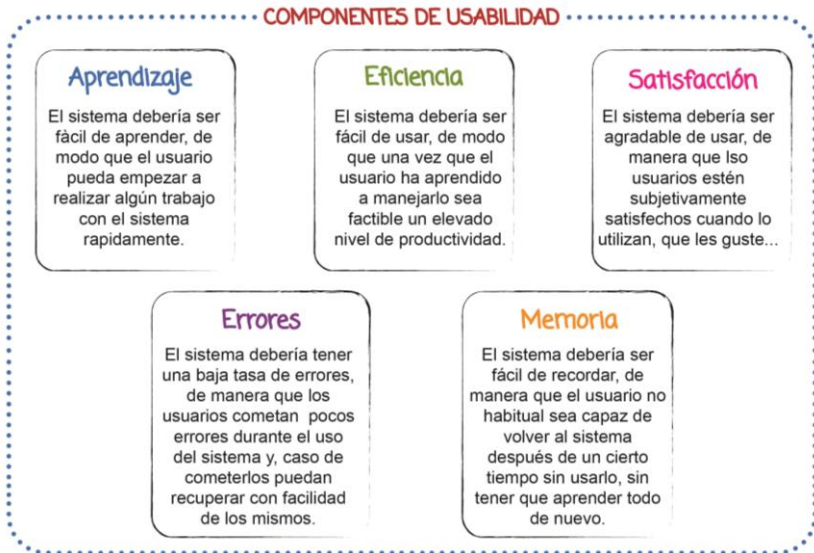 COMPONENTES DE USABILIDAD
Aprendizaje
El sistema debería ser
fàcil de aprender, de
modo que el usuario
pueda empezar a
realizar algún trabajo
con el sistema
rapidamente.
Eficiencia
El sistema debería ser
fácil de usar, de modo
que una vez que el
usuario ha aprendido
a manejarlo sea
factible un elevado
nivel de productividad.
Satisfacción
El sistema debería ser
agradable de usar, de
manera que lso
usuarios estén
subjetivamente
satisfechos cuando lo
utilizan, que les guste...
Errores
El sistema debería tener
una baja tasa de errores,
de manera que los
usuarios cometan pocos
errores durante el uso
del sistema y, caso de
cometerlos puedan
recuperar con facilidad
de los mismos.
Memoria
El sistema debería ser
fácil de recordar, de
manera que el usuario no
habitual sea capaz de
volver al sistema
después de un cierto
tiempo sin usarlo, sin
tener que aprender todo
de nuevo.